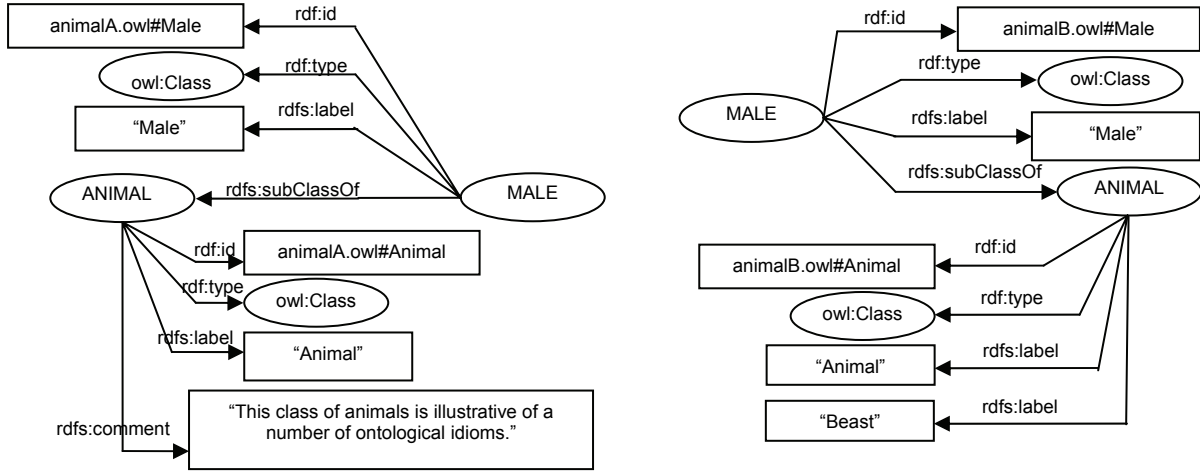 animalA.owl#Male
rdf:id
owl:Class
rdf:type
“Male”
rdfs:label
ANIMAL
rdfs:subClassOf
MALE
rdf:id
animalA.owl#Animal
rdf:type
owl:Class
rdfs:label
“Animal”
rdfs:comment
“This class of animals is illustrative of a
number of ontological idioms.”
rdf:id
animalB.owl#Male
rdf:type
owl:Class
MALE
rdfs:label
“Male”
rdfs:subClassOf
ANIMAL
animalB.owl#Animal
rdf:id
owl:Class
rdf:type
“Animal”
rdfs:label
“Beast”
rdfs:label